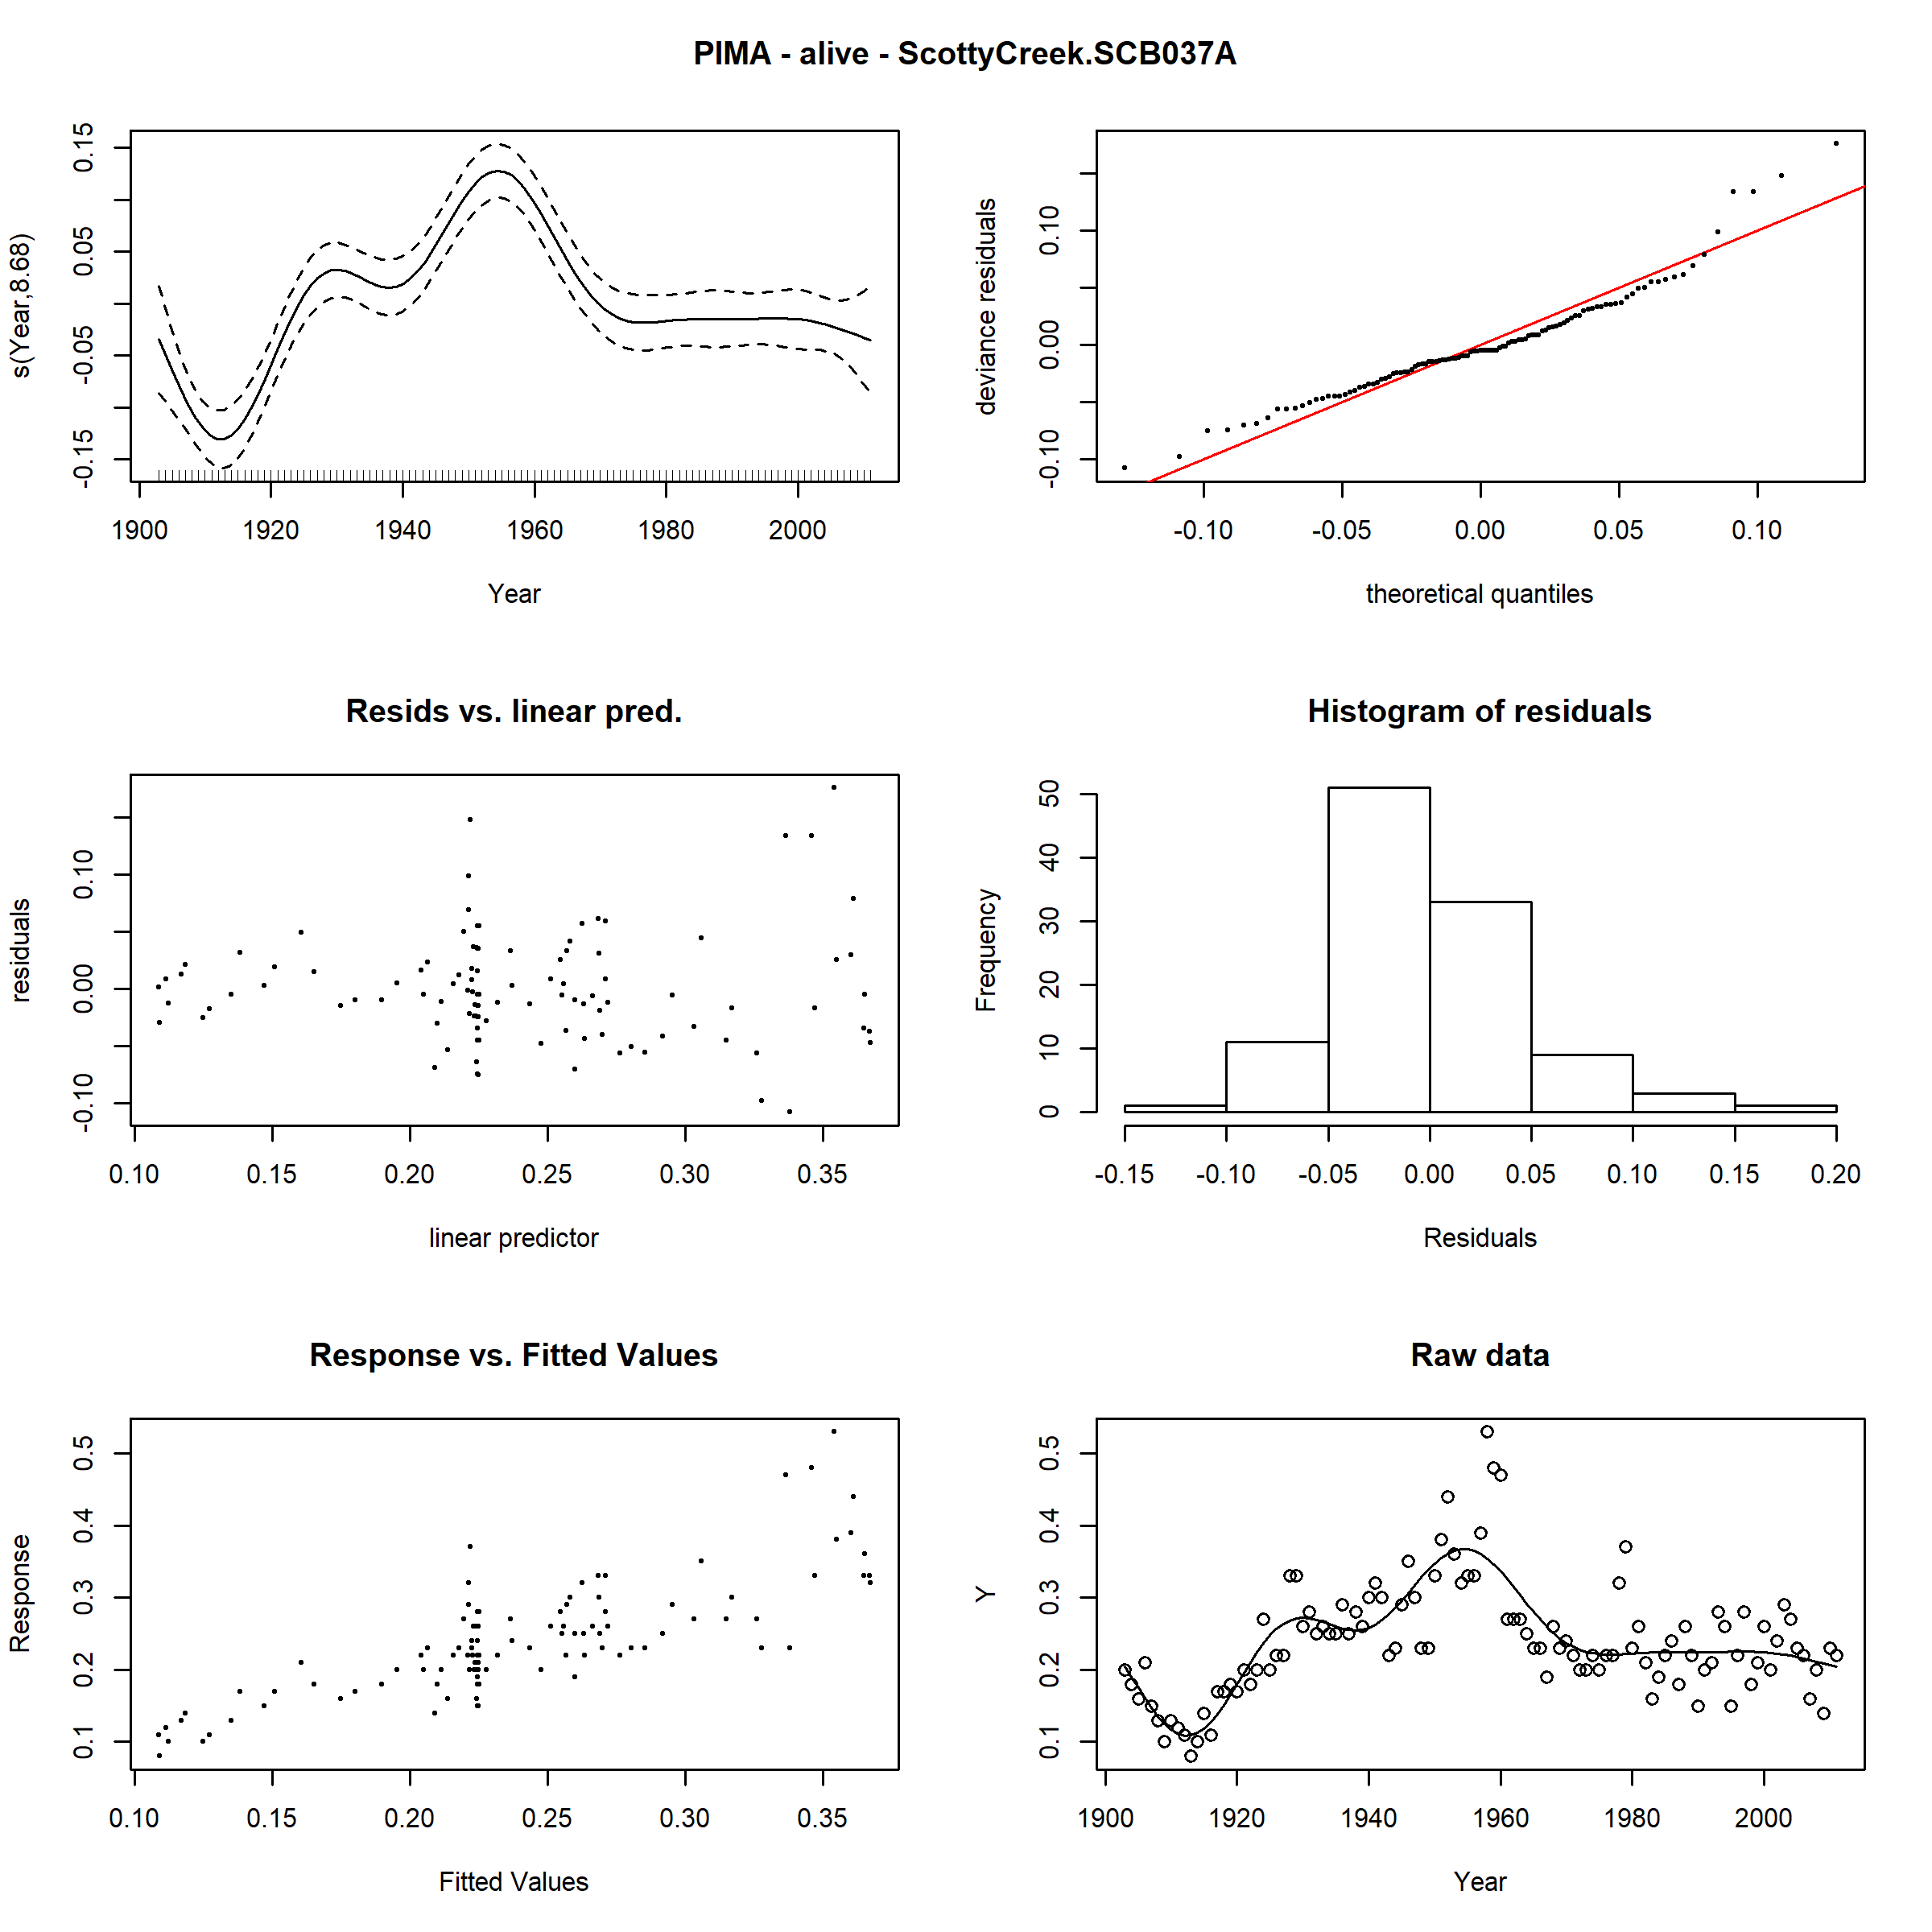 PIMA - alive - ScottyCreek.SCB037A
s(Year,8.68)
-0.15 -0.05 0.05 0.15
1900 1920 1940 1960 1980 2000
Year
deviance residuals
-0.10 0.00 0.10
-0.10 -0.05 0.00 0.05 0.10
theoretical quantiles
Resids vs. linear pred.
residuals
-0.10 0.00 0.10
0.10 0.15 0.20 0.25 0.30 0.35
linear predictor
Histogram of residuals
Frequency
0 10 20 30 40 50
-0.15 -0.10 -0.05 0.00 0.05 0.10 0.15 0.20
Residuals
Response vs. Fitted Values
Response
0.1 0.2 0.3 0.4 0.5
0.10 0.15 0.20 0.25 0.30 0.35
Fitted Values
Raw data
Y
0.1 0.2 0.3 0.4 0.5
1900 1920 1940 1960 1980 2000
Year